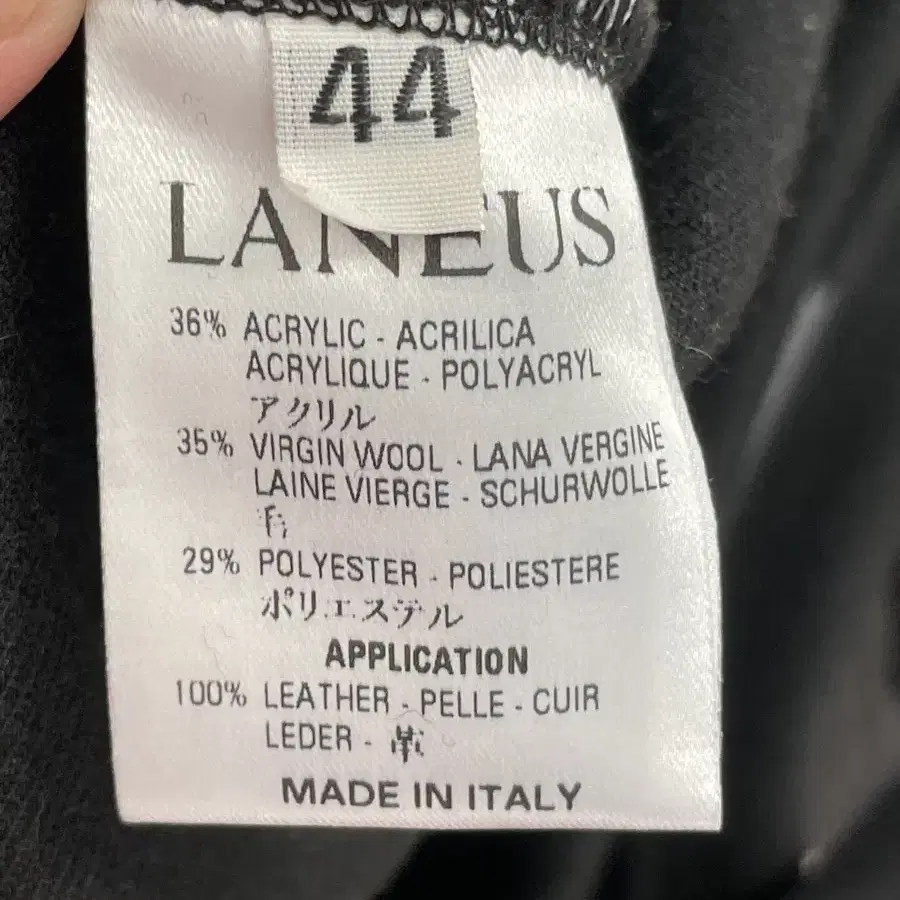 44
LANEUS
36% ACRYLIC - ACRILICA
ACRYLIQUE - POLYACRYL
アクリル
35% VIRGIN WOOL - LANA VERGINE
LAINE VIERGE - SCHURWOLLE
毛
29% POLYESTER - POLIESTERE
ポリエステル
APPLICATION
100% LEATHER - PELLE - CUIR
LEDER - 革
MADE IN ITALY